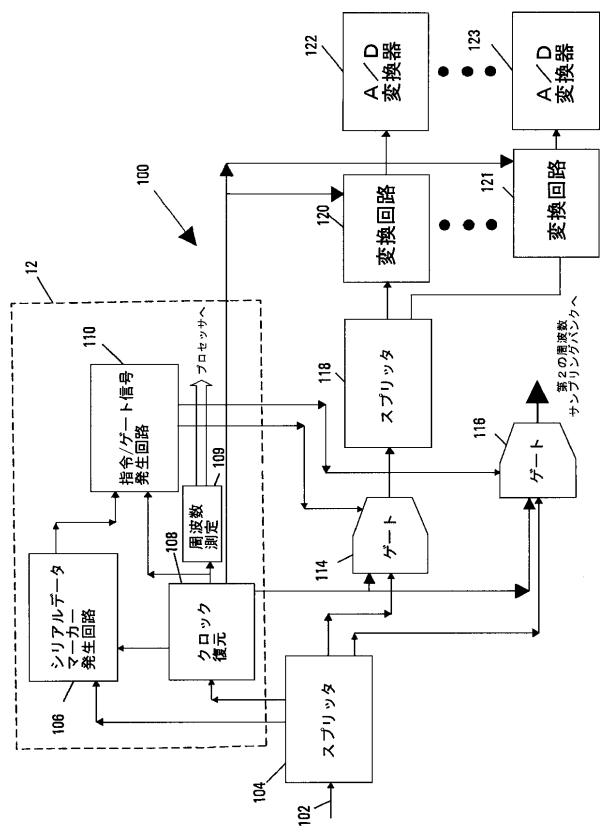 100
12
110
指令/ゲート信号
発生回路
プロセッサへ
シリアルデータ
マーカー
発生回路
106
108
クロック
復元
109
周波数
測定
102
104
スプリッタ
114
ゲート
116
ゲート
第2の周波数
サンプリングバンクへ
118
スプリッタ
120
変換回路
121
変換回路
122
A/D
変換器
123
A/D
変換器